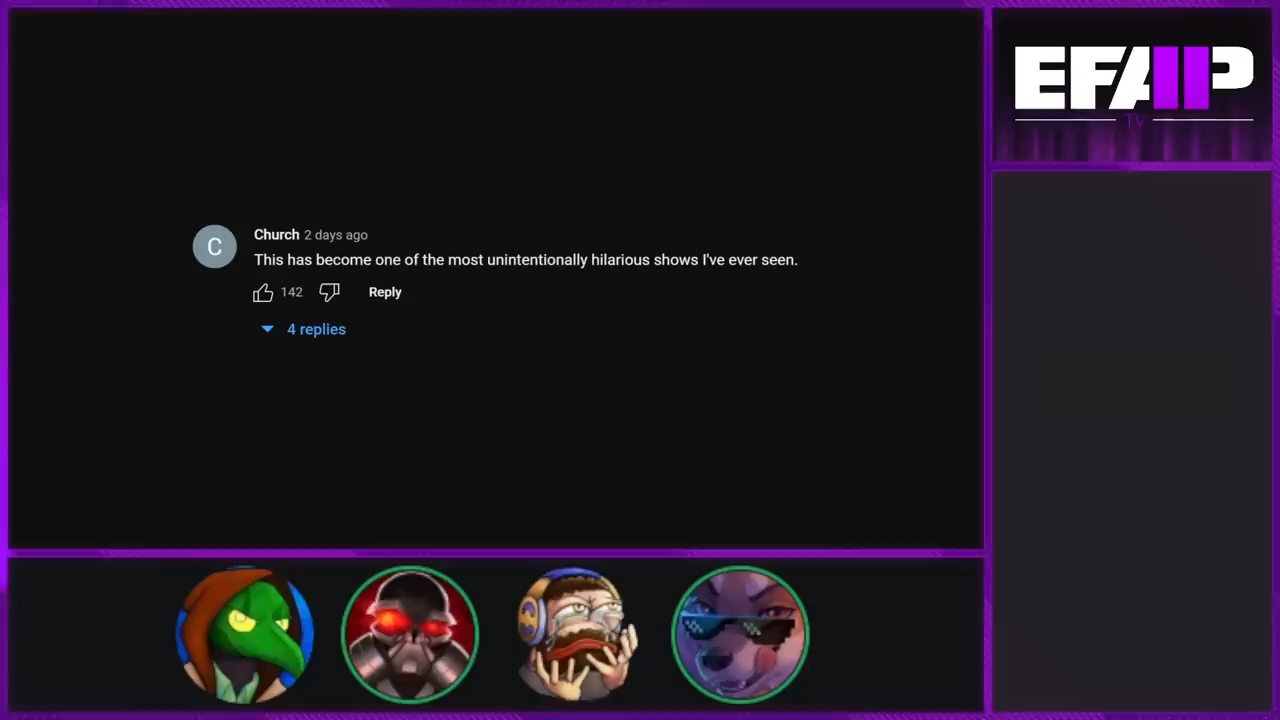 EFAP
TV
Church 2 days ago
This has become one of the most unintentionally hilarious shows I've ever seen.
142 Reply
4 replies
C